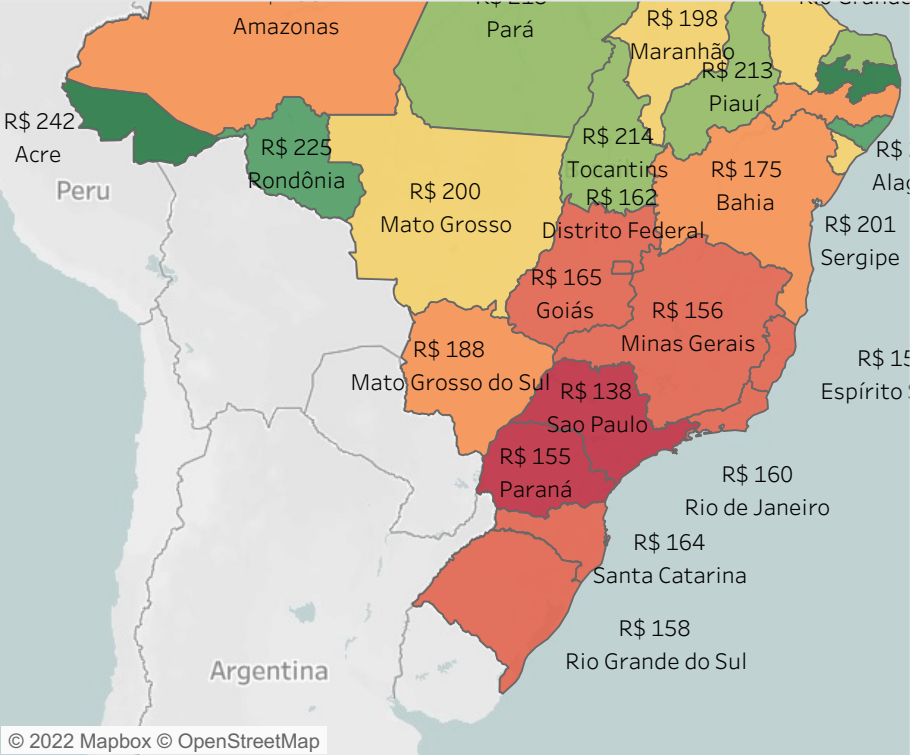 R$ 198
Maranhão
Amazonas
Pará
R$ 213
Piauí
R$ 242
Acre
R$ 225
Rondônia
R$ 214
Tocantins
R$ 175
Bahia
R$
Peru
R$ 200
Mato Grosso
R$ 162
Distrito Federal
R$ 201
Sergipe
R$ 165
Goiás
R$ 156
Minas Gerais
R$ 188
Mato Grosso do Sul
R$
Espírito
R$ 138
Sao Paulo
R$ 155
Paraná
R$ 160
Rio de Janeiro
R$ 164
Santa Catarina
R$ 158
Rio Grande do Sul
Argentina
© 2022 Mapbox © OpenStreetMap